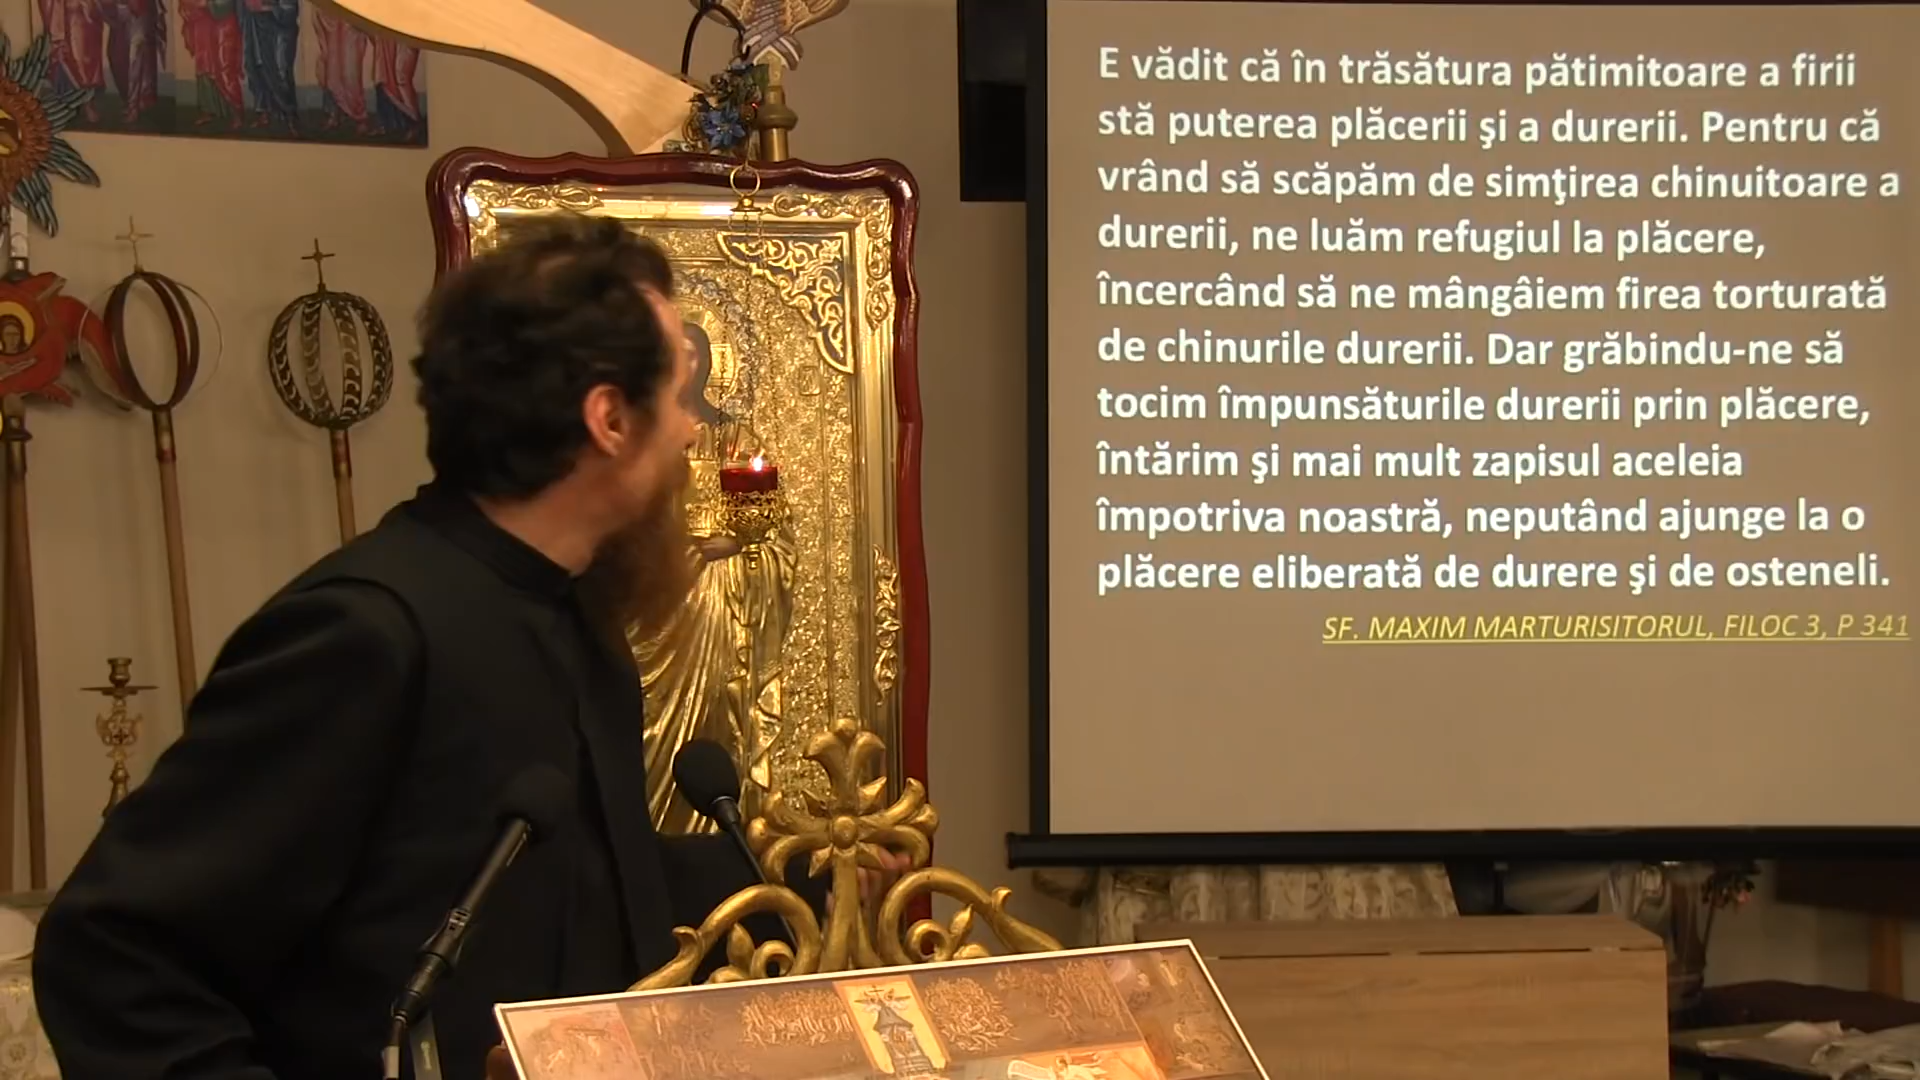 E vădit că în trăsătura pătimitoare a firii
stă puterea plăcerii şi a durerii. Pentru că
vrând să scăpăm de simţirea chinuitoare a
durerii, ne luăm refugiul la plăcere,
încercând să ne mângâiem firea torturată
de chinurile durerii. Dar grăbindu-ne să
tocim împunsăturile durerii prin plăcere,
întărim şi mai mult zapisul aceleia
împotriva noastră, neputând ajunge la o
plăcere eliberată de durere şi de osteneli.
SF. MAXIM MARTURISITORUL, FILOC 3, P 341